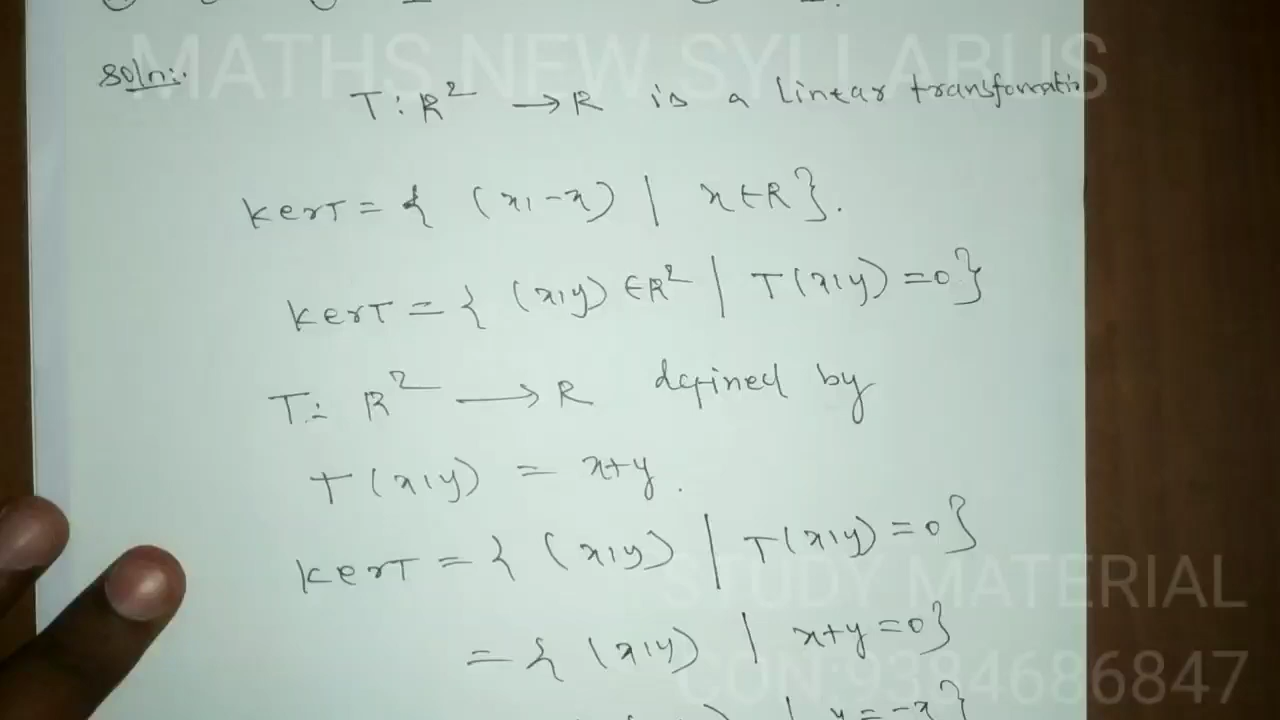 MATHS NEW SYLLABUS
Soln:-
T : R² → R is a linear transformatio
KerT = { (x, -x) | x ∈ R }.
KerT = { (x, y) ∈ R² | T(x, y) = 0 }
T : R² → R defined by
T(x, y) = x+y.
KerT = { (x, y) | T(x, y) = 0 }
STUDY MATERIAL
= { (x, y) | x+y = 0 }
CON:9384686847
| y = -x }